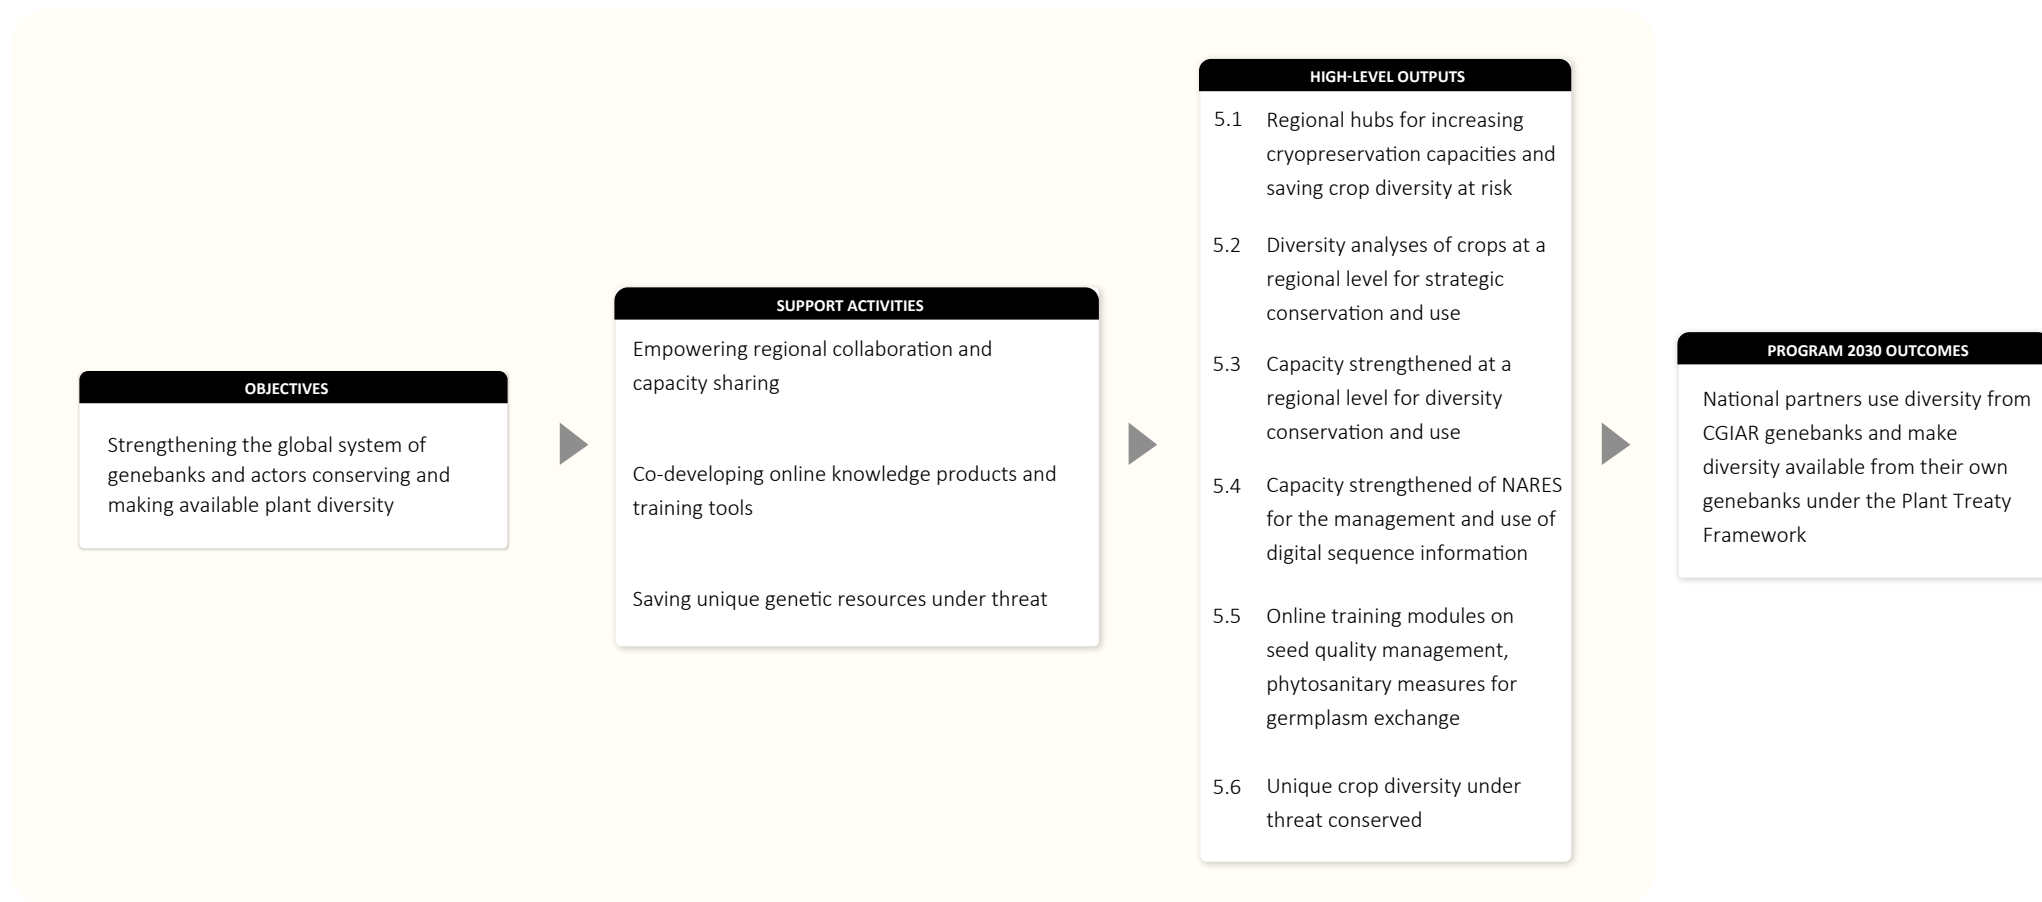 OBJECTIVES
Strengthening the global system of
genebanks and actors conserving and
making available plant diversity
SUPPORT ACTIVITIES
Empowering regional collaboration and
capacity sharing
Co-developing online knowledge products and
training tools
Saving unique genetic resources under threat
HIGH-LEVEL OUTPUTS
5.1 Regional hubs for increasing
cryopreservation capacities and
saving crop diversity at risk
5.2 Diversity analyses of crops at a
regional level for strategic
conservation and use
5.3 Capacity strengthened at a
regional level for diversity
conservation and use
5.4 Capacity strengthened of NARES
for the management and use of
digital sequence information
5.5 Online training modules on
seed quality management,
phytosanitary measures for
germplasm exchange
5.6 Unique crop diversity under
threat conserved
PROGRAM 2030 OUTCOMES
National partners use diversity from
CGIAR genebanks and make
diversity available from their own
genebanks under the Plant Treaty
Framework